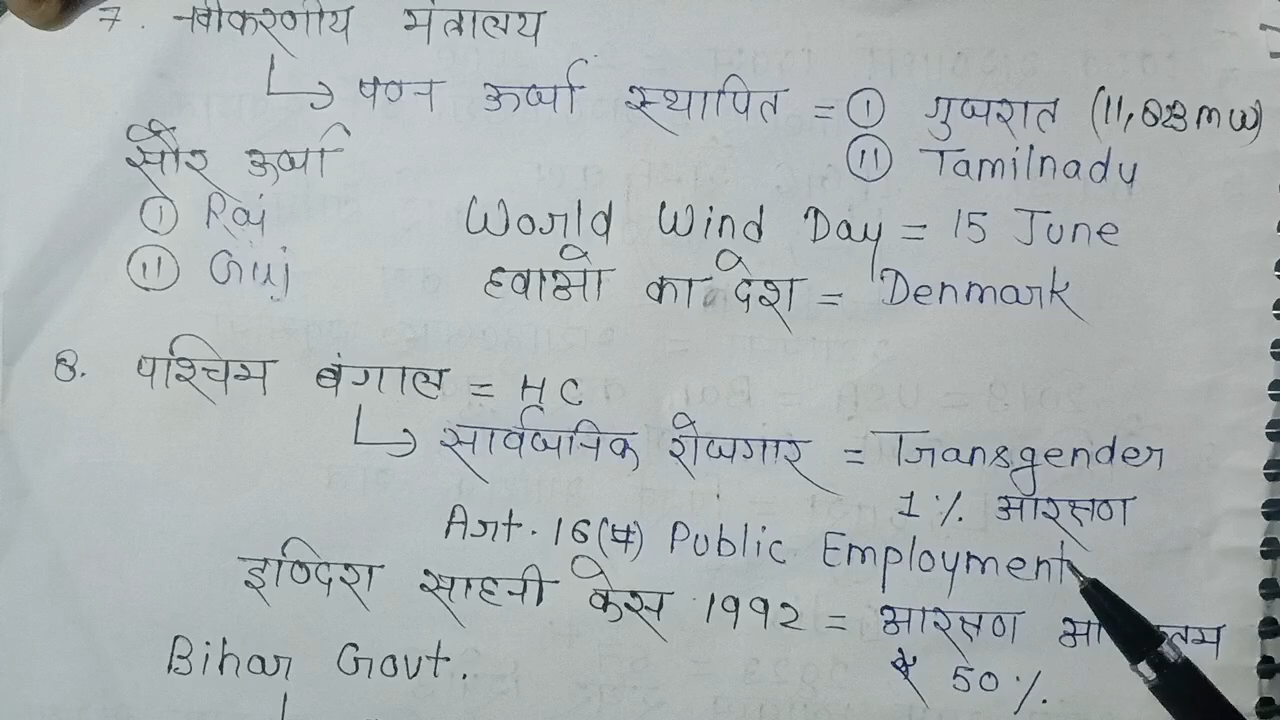 7. नवीकरणीय मंत्रालय
↳ पवन ऊर्जा स्थापित = ① गुजरात (11,823 mw)
सौर ऊर्जा
⑪ Tamilnadu
① Raj
World Wind Day = 15 June
⑪ Guj
हवाओ का देश = Denmark
8. पश्चिम बंगाल = HC
↳ सार्वजनिक रोजगार = Transgender
1% आरक्षण
Art. 16(4) Public Employment
इन्दिरा साहनी केस 1992 = आरक्षण
50%.
Bihar Govt.